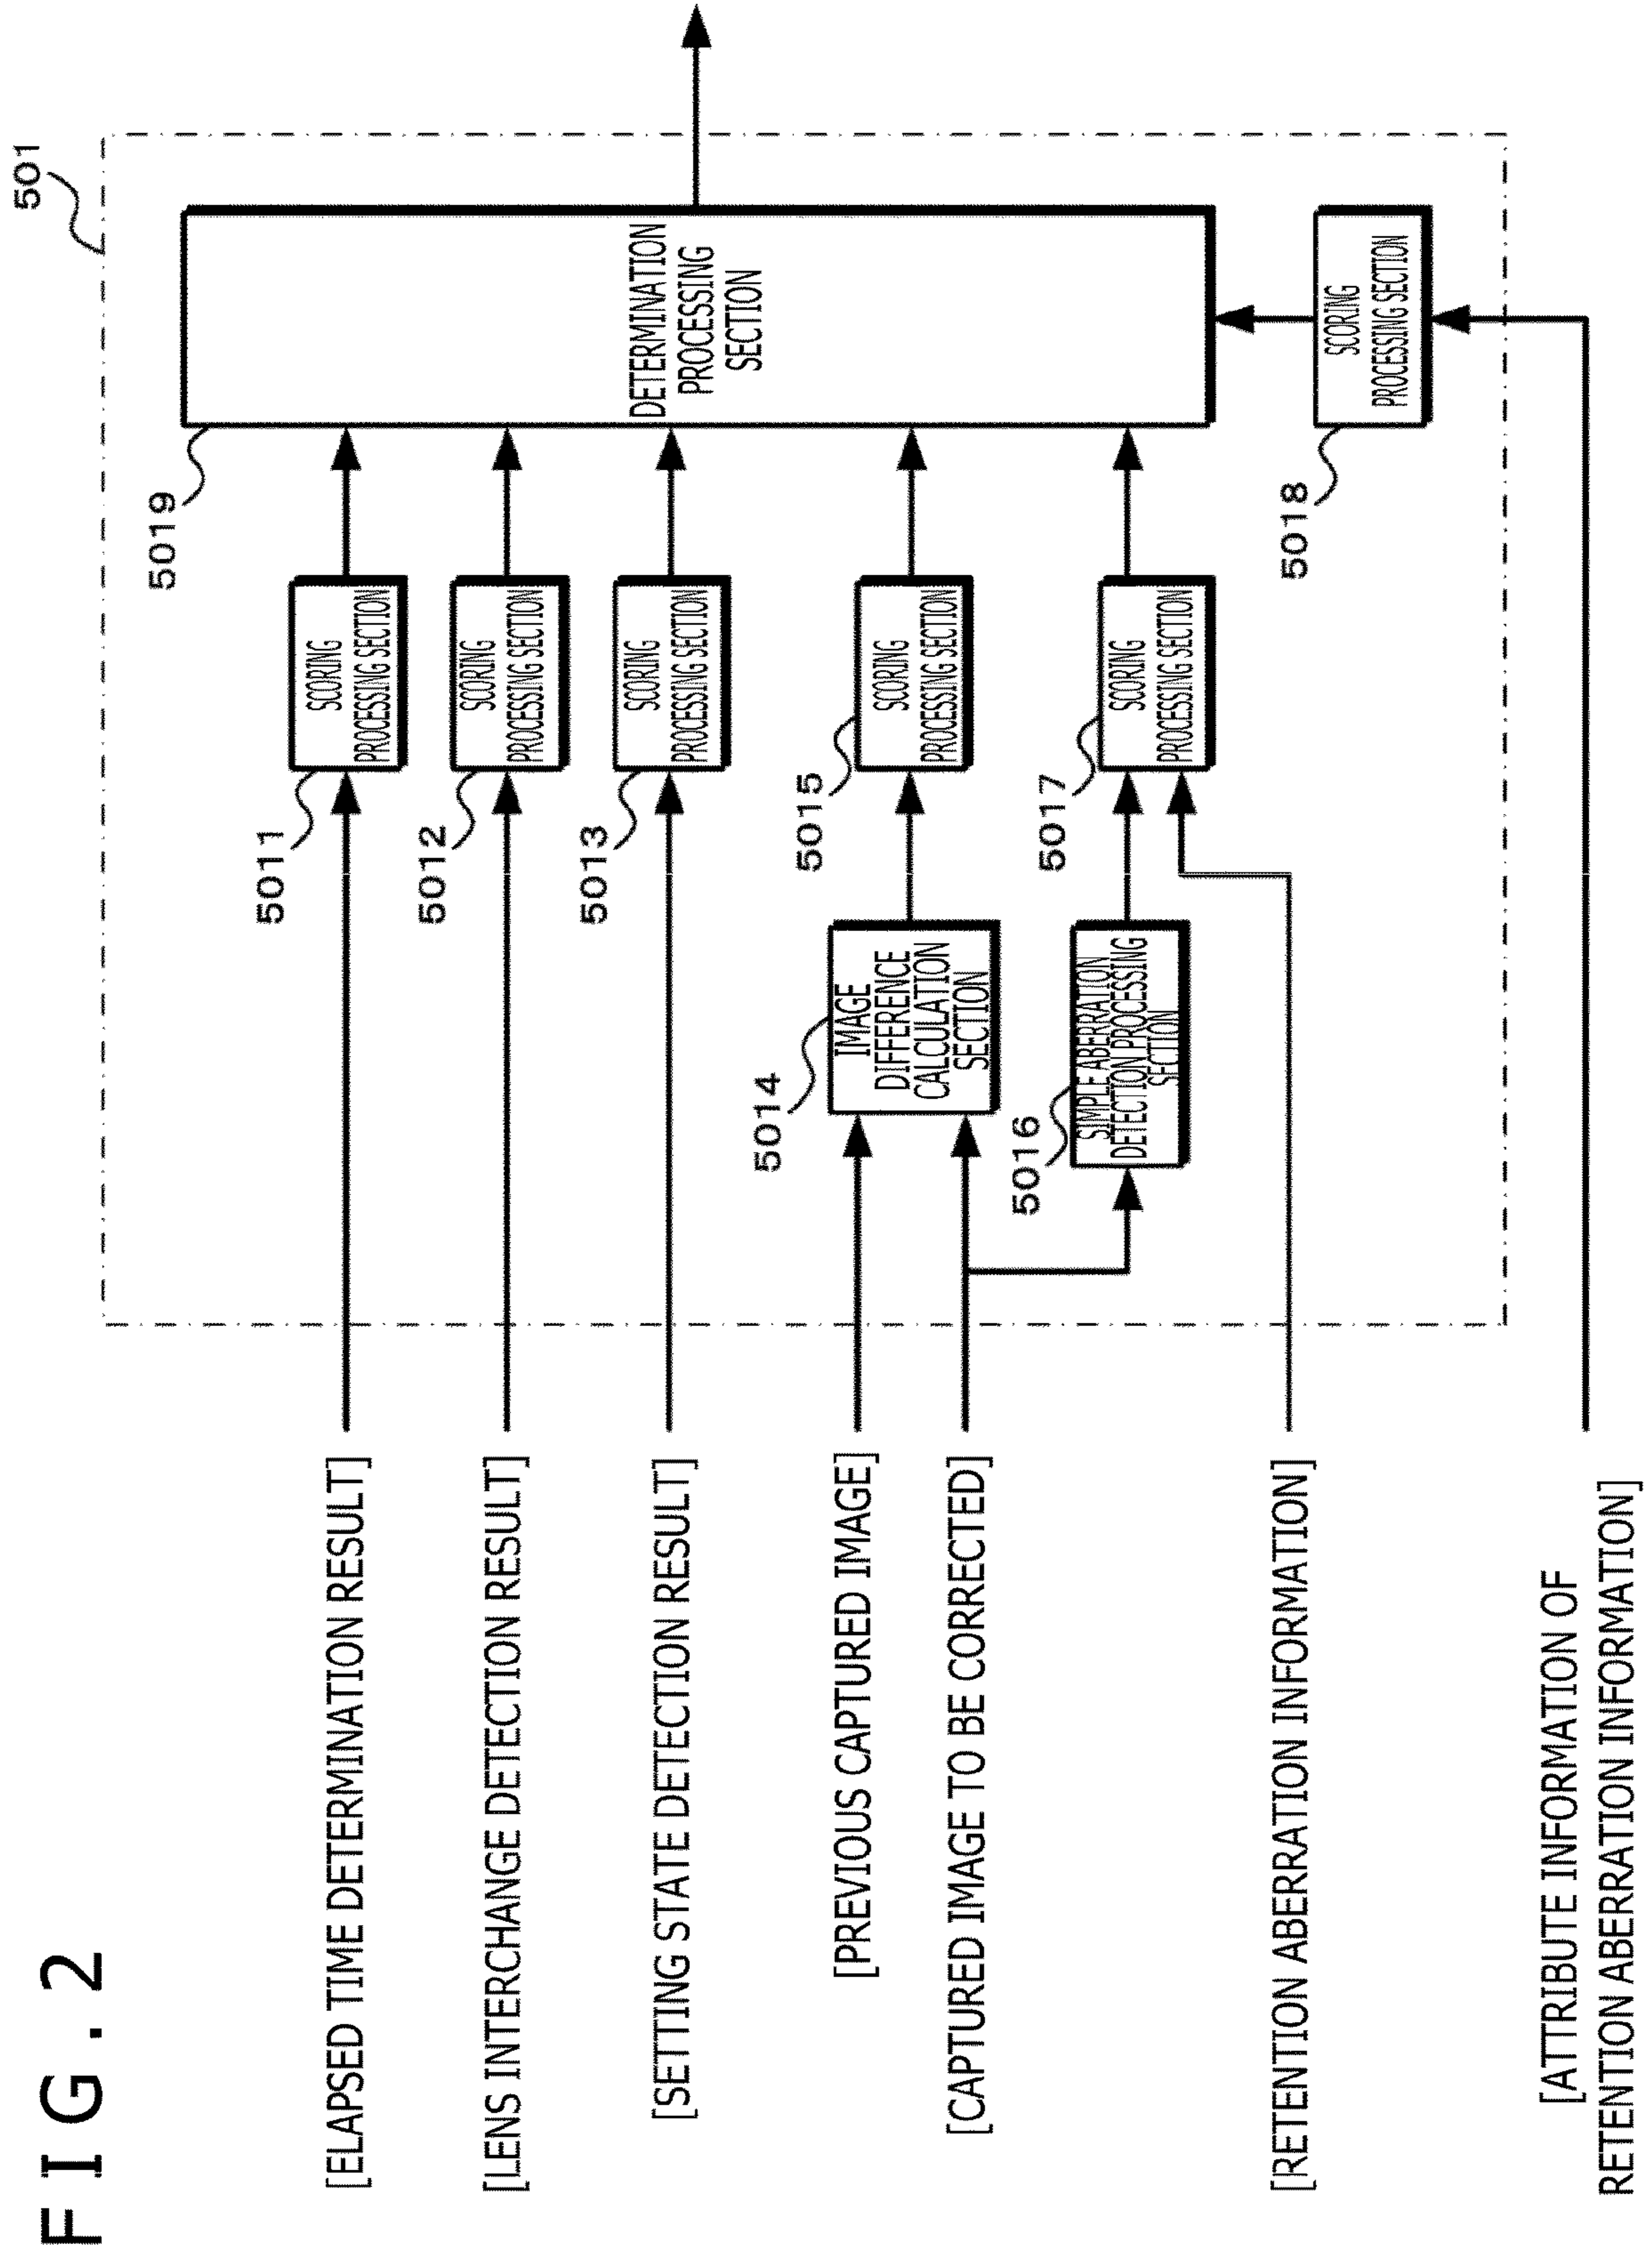 FIG. 2
501
[ELAPSED TIME DETERMINATION RESULT]
5011
SCORING
PROCESSING SECTION
5019
DETERMINATION
PROCESSING
SECTION
[LENS INTERCHANGE DETECTION RESULT]
5012
SCORING
PROCESSING SECTION
[SETTING STATE DETECTION RESULT]
5013
SCORING
PROCESSING SECTION
[PREVIOUS CAPTURED IMAGE]
5014
IMAGE
DIFFERENCE
CALCULATION
SECTION
5015
SCORING
PROCESSING SECTION
[CAPTURED IMAGE TO BE CORRECTED]
5016
SIMPLE ABERRATION
DETECTION PROCESSING
SECTION
5017
SCORING
PROCESSING SECTION
[RETENTION ABERRATION INFORMATION]
5018
SCORING
PROCESSING SECTION
[ATTRIBUTE INFORMATION OF
RETENTION ABERRATION INFORMATION]